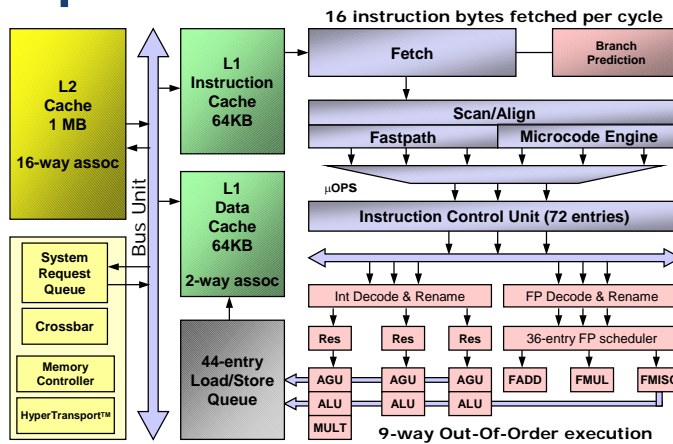 16 instruction bytes fetched per cycle
L2
Cache
1 MB
16-way assoc
Bus Unit
L1
Instruction
Cache
64KB
Fetch
Branch
Prediction
Scan/Align
Fastpath
Microcode Engine
µOPS
L1
Data
Cache
64KB
2-way assoc
Instruction Control Unit (72 entries)
System
Request
Queue
Crossbar
Memory
Controller
HyperTransport™
Int Decode & Rename
FP Decode & Rename
Res
Res
Res
36-entry FP scheduler
44-entry
Load/Store
Queue
AGU
AGU
AGU
FADD
FMUL
FMISC
ALU
ALU
ALU
MULT
9-way Out-Of-Order execution